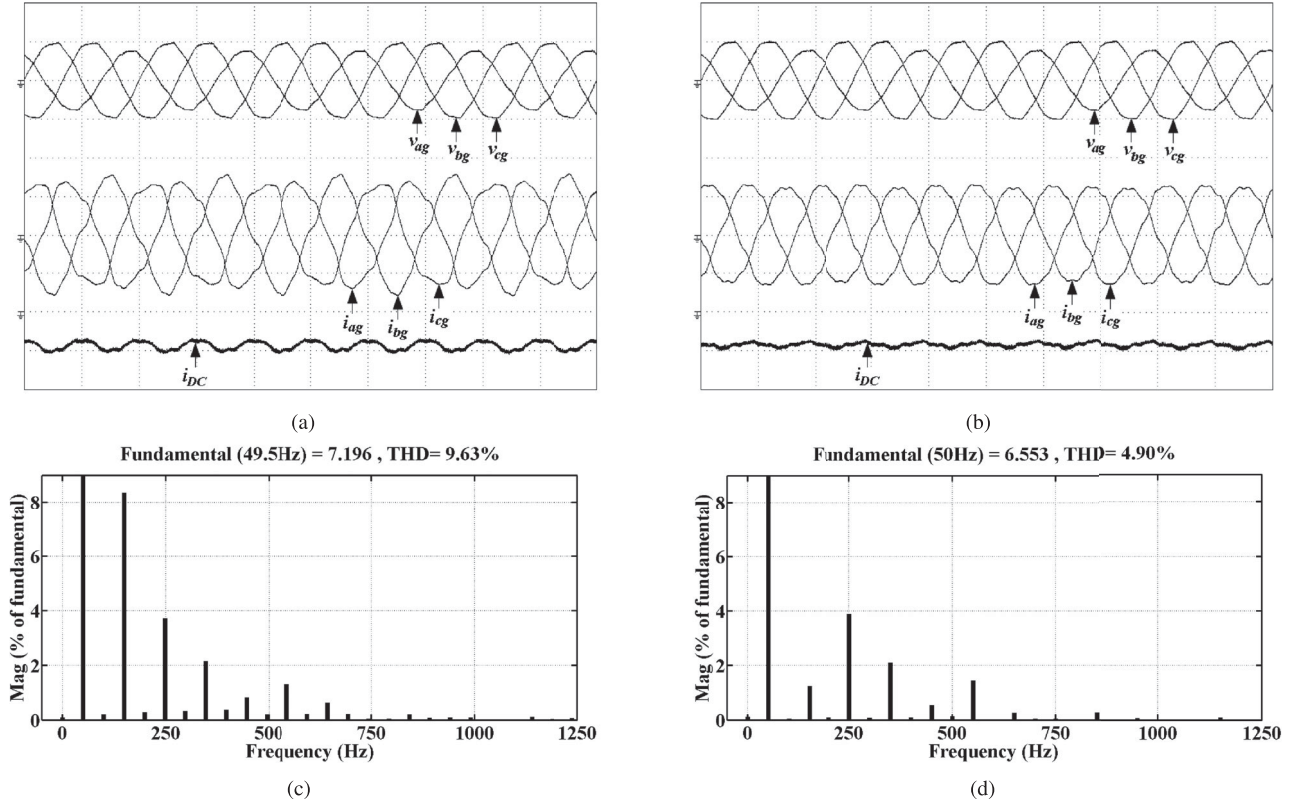 v_ag v_bg v_cg
i_ag i_bg i_cg
i_DC
(a)
v_ag v_bg v_cg
i_ag i_bg i_cg
i_DC
(b)
Fundamental (49.5Hz) = 7.196 , THD= 9.63%
Mag (% of fundamental)
8
6
4
2
0
0 250 500 750 1000 1250
Frequency (Hz)
(c)
Fundamental (50Hz) = 6.553 , THD= 4.90%
Mag (% of fundamental)
8
6
4
2
0
0 250 500 750 1000 1250
Frequency (Hz)
(d)